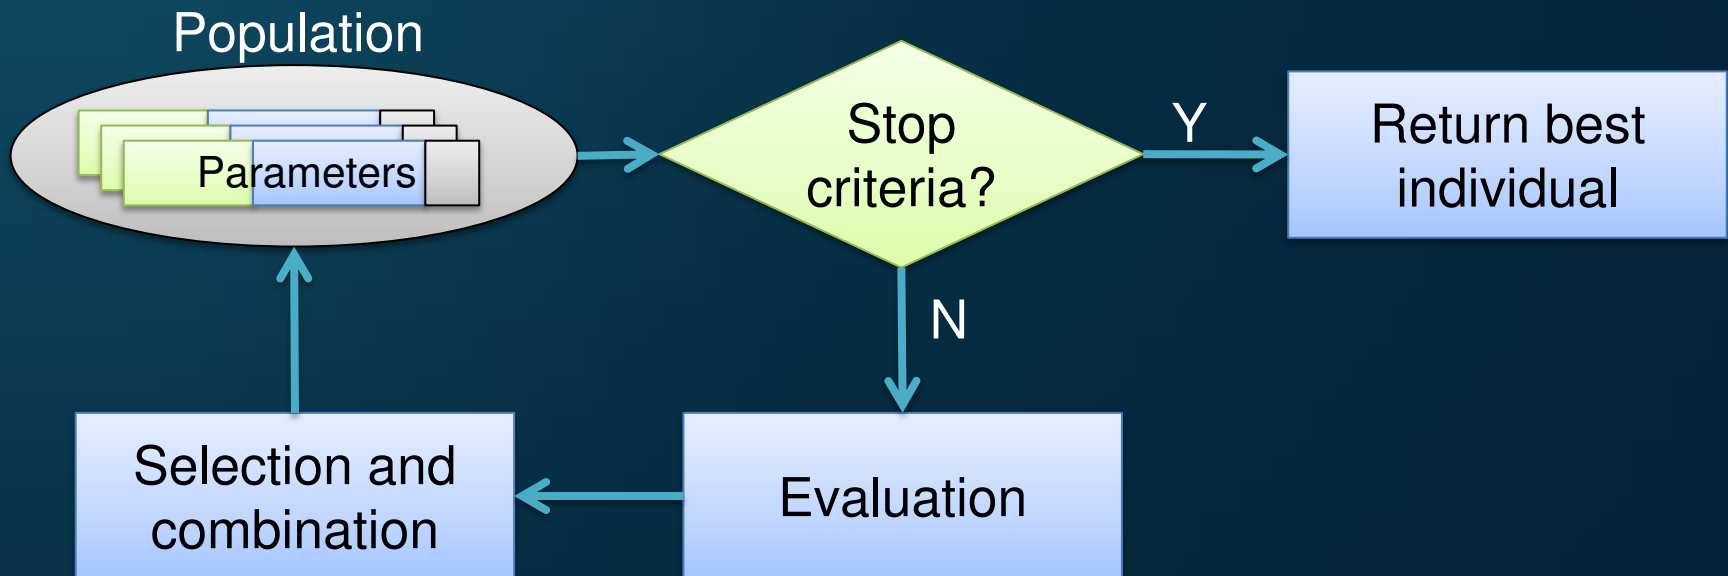 Population
Parameters
Stop
criteria?
Y
Return best
individual
N
Selection and
combination
Evaluation